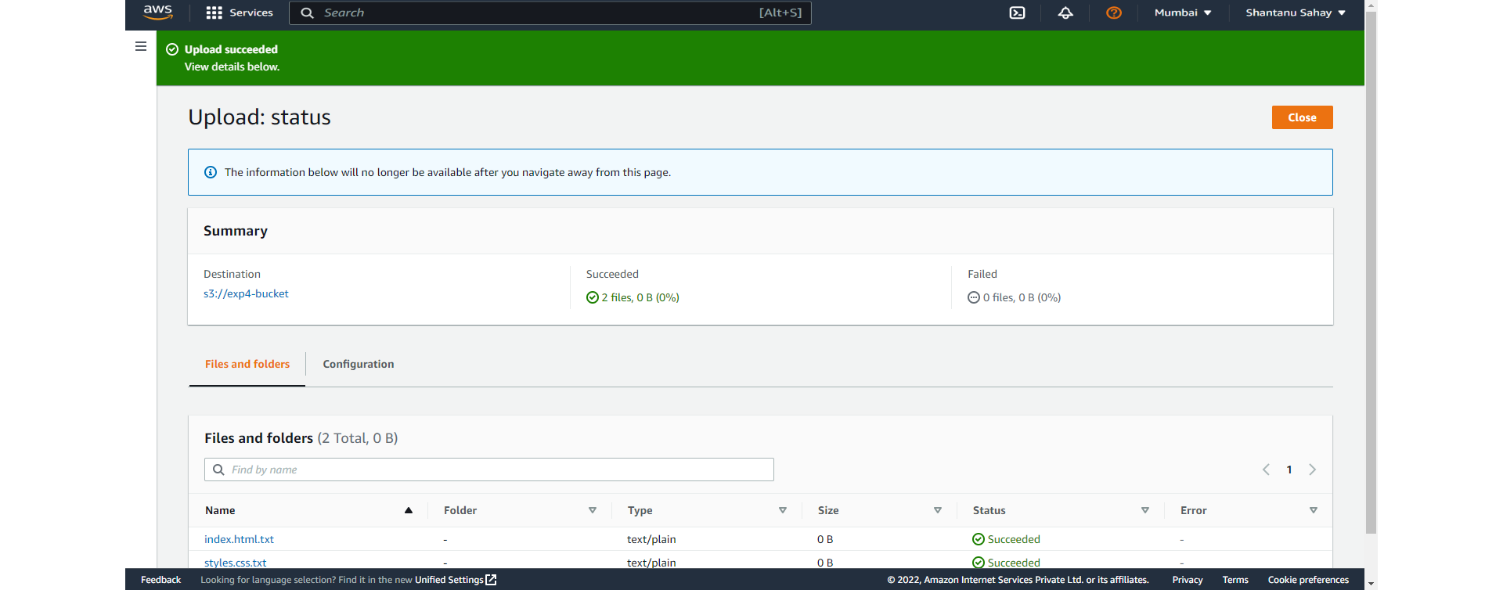 aws Services Search [Alt+S] Mumbai Shantanu Sahay
Upload succeeded
View details below.
Upload: status Close
The information below will no longer be available after you navigate away from this page.
Summary
Destination Succeeded Failed
s3://exp4-bucket 2 files, 0 B (0%) 0 files, 0 B (0%)
Files and folders Configuration
Files and folders (2 Total, 0 B)
Find by name 1
Name Folder Type Size Status Error
index.html.txt - text/plain 0 B Succeeded -
styles.css.txt - text/plain 0 B Succeeded -
Feedback Looking for language selection? Find it in the new Unified Settings © 2022, Amazon Internet Services Private Ltd. or its affiliates. Privacy Terms Cookie preferences